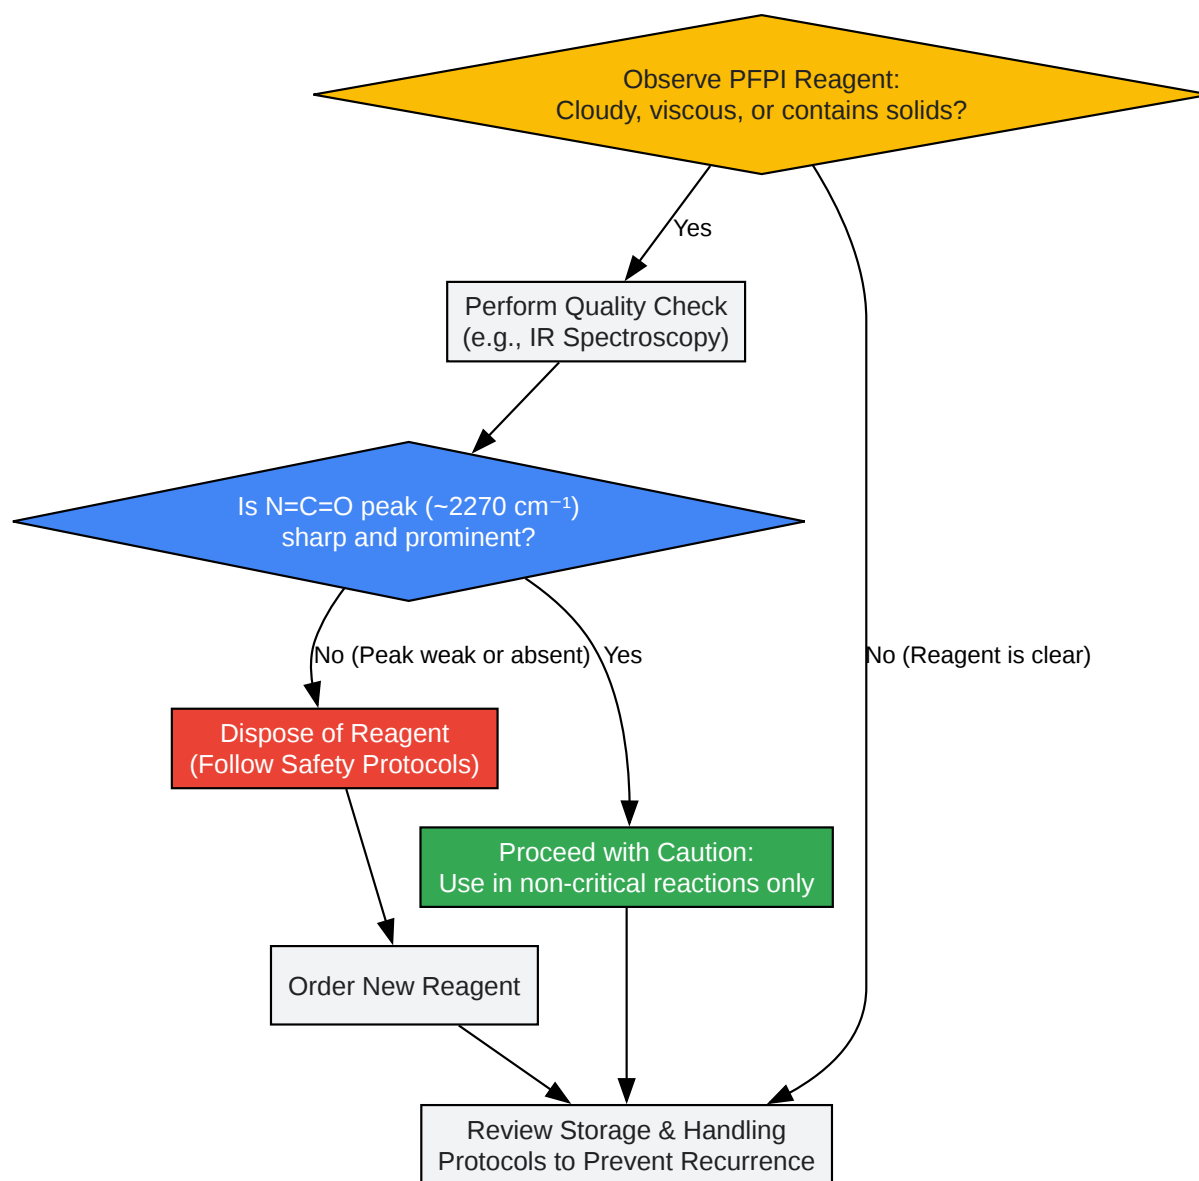 Observe PFPI Reagent:
Cloudy, viscous, or contains solids?
Yes
Perform Quality Check
(e.g., IR Spectroscopy)
Is N=C=O peak (~2270 cm⁻¹)
sharp and prominent?
No (Peak weak or absent)
Yes
No (Reagent is clear)
Dispose of Reagent
(Follow Safety Protocols)
Proceed with Caution:
Use in non-critical reactions only
Order New Reagent
Review Storage & Handling
Protocols to Prevent Recurrence